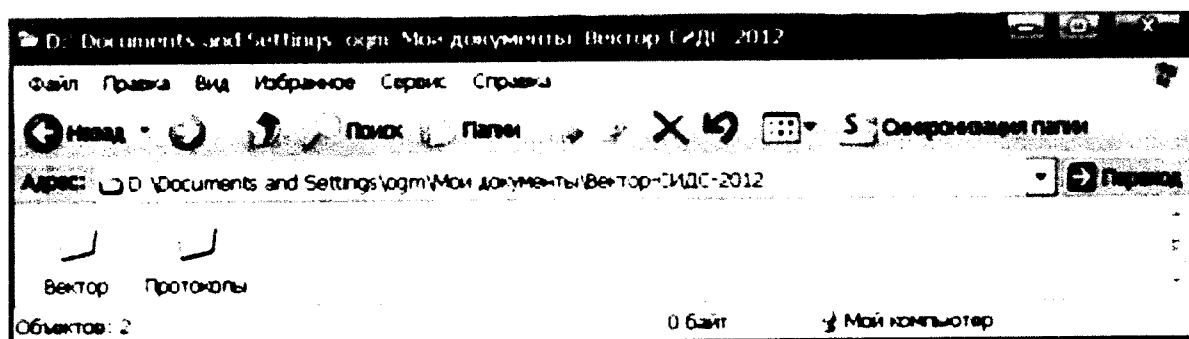 D:\Documents and Settings\ogm\Мои документы\Вектор-СИДС-2012
Файл Правка Вид Избранное Сервис Справка
Назад Поиск Папки Синхронизация папки
Адрес: D:\Documents and Settings\ogm\Мои документы\Вектор-СИДС-2012 Переход
Вектор Протоколы
Объектов: 2 0 байт Мой компьютер